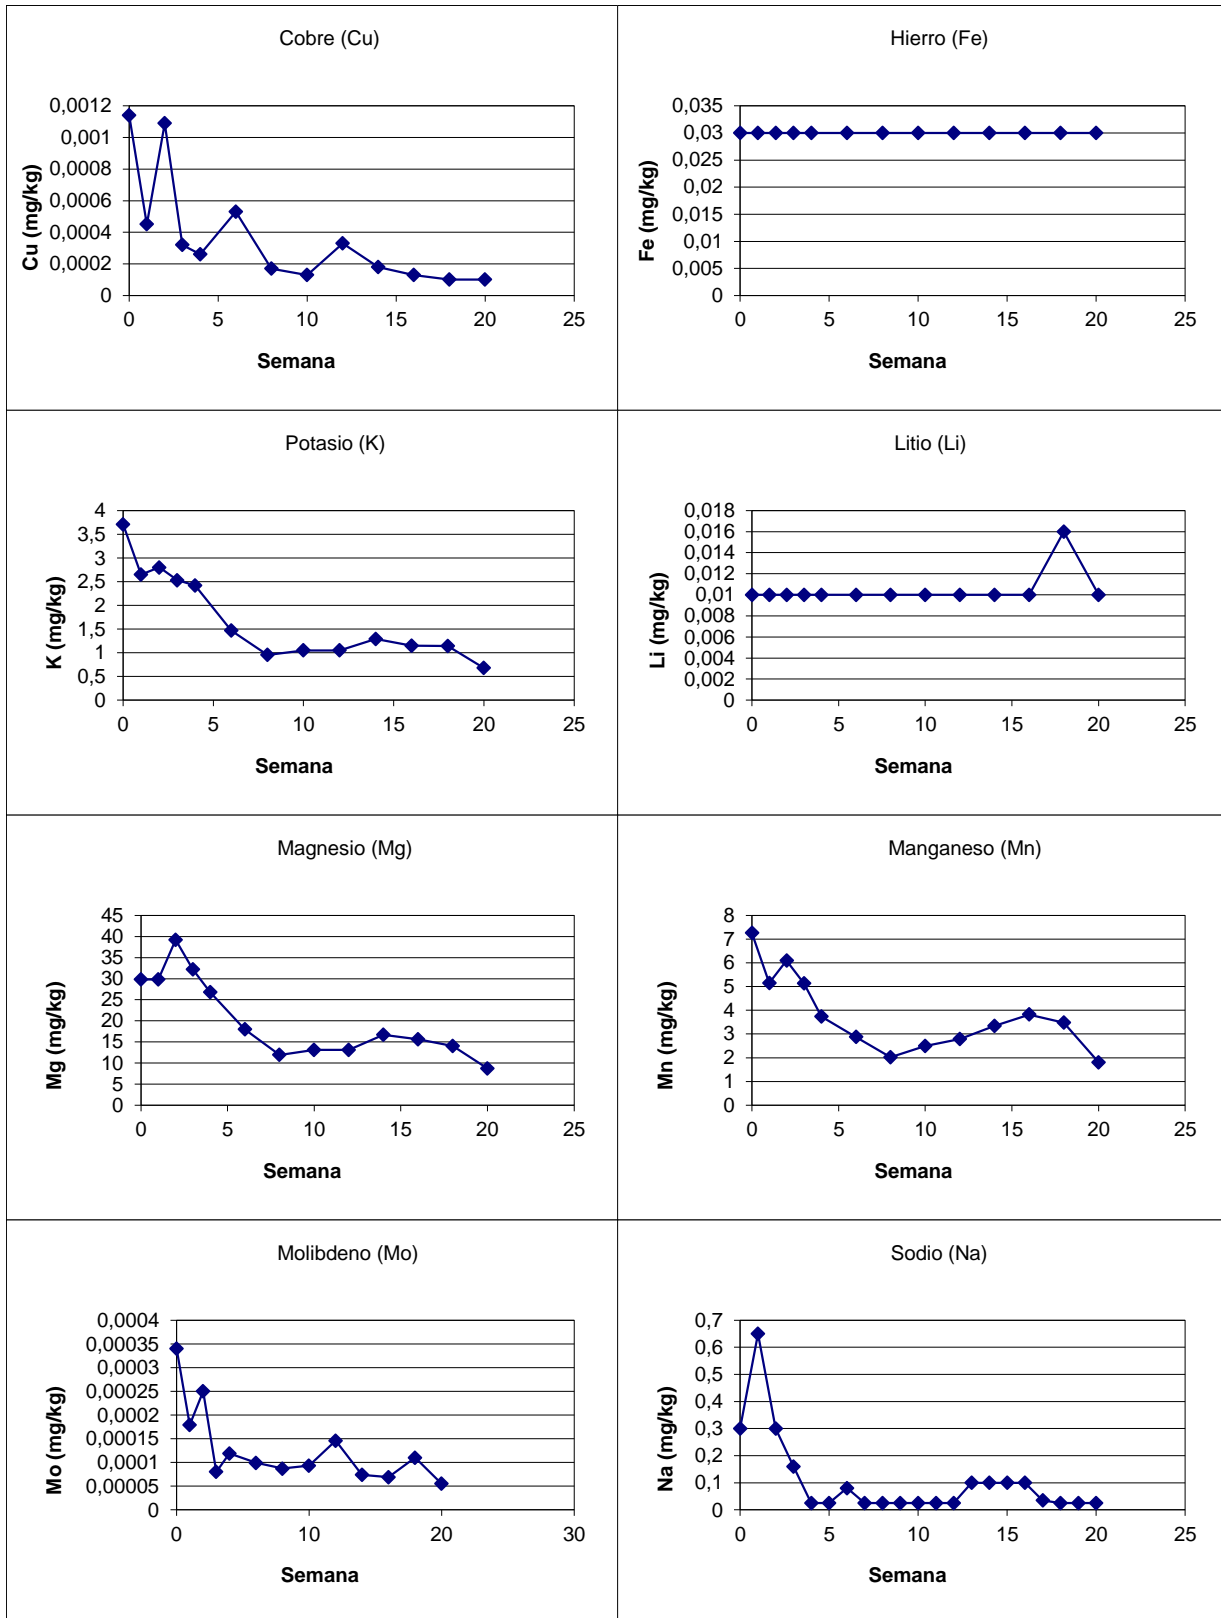 Cobre (Cu)
Cu (mg/kg)
0,0012
0,001
0,0008
0,0006
0,0004
0,0002
0
0 5 10 15 20 25
Semana
Hierro (Fe)
Fe (mg/kg)
0,035
0,03
0,025
0,02
0,015
0,01
0,005
0
0 5 10 15 20 25
Semana
Potasio (K)
K (mg/kg)
4
3,5
3
2,5
2
1,5
1
0,5
0
0 5 10 15 20 25
Semana
Litio (Li)
Li (mg/kg)
0,018
0,016
0,014
0,012
0,01
0,008
0,006
0,004
0,002
0
0 5 10 15 20 25
Semana
Magnesio (Mg)
Mg (mg/kg)
45
40
35
30
25
20
15
10
5
0
0 5 10 15 20 25
Semana
Manganeso (Mn)
Mn (mg/kg)
8
7
6
5
4
3
2
1
0
0 5 10 15 20 25
Semana
Molibdeno (Mo)
Mo (mg/kg)
0,0004
0,00035
0,0003
0,00025
0,0002
0,00015
0,0001
0,00005
0
0 10 20 30
Semana
Sodio (Na)
Na (mg/kg)
0,7
0,6
0,5
0,4
0,3
0,2
0,1
0
0 5 10 15 20 25
Semana